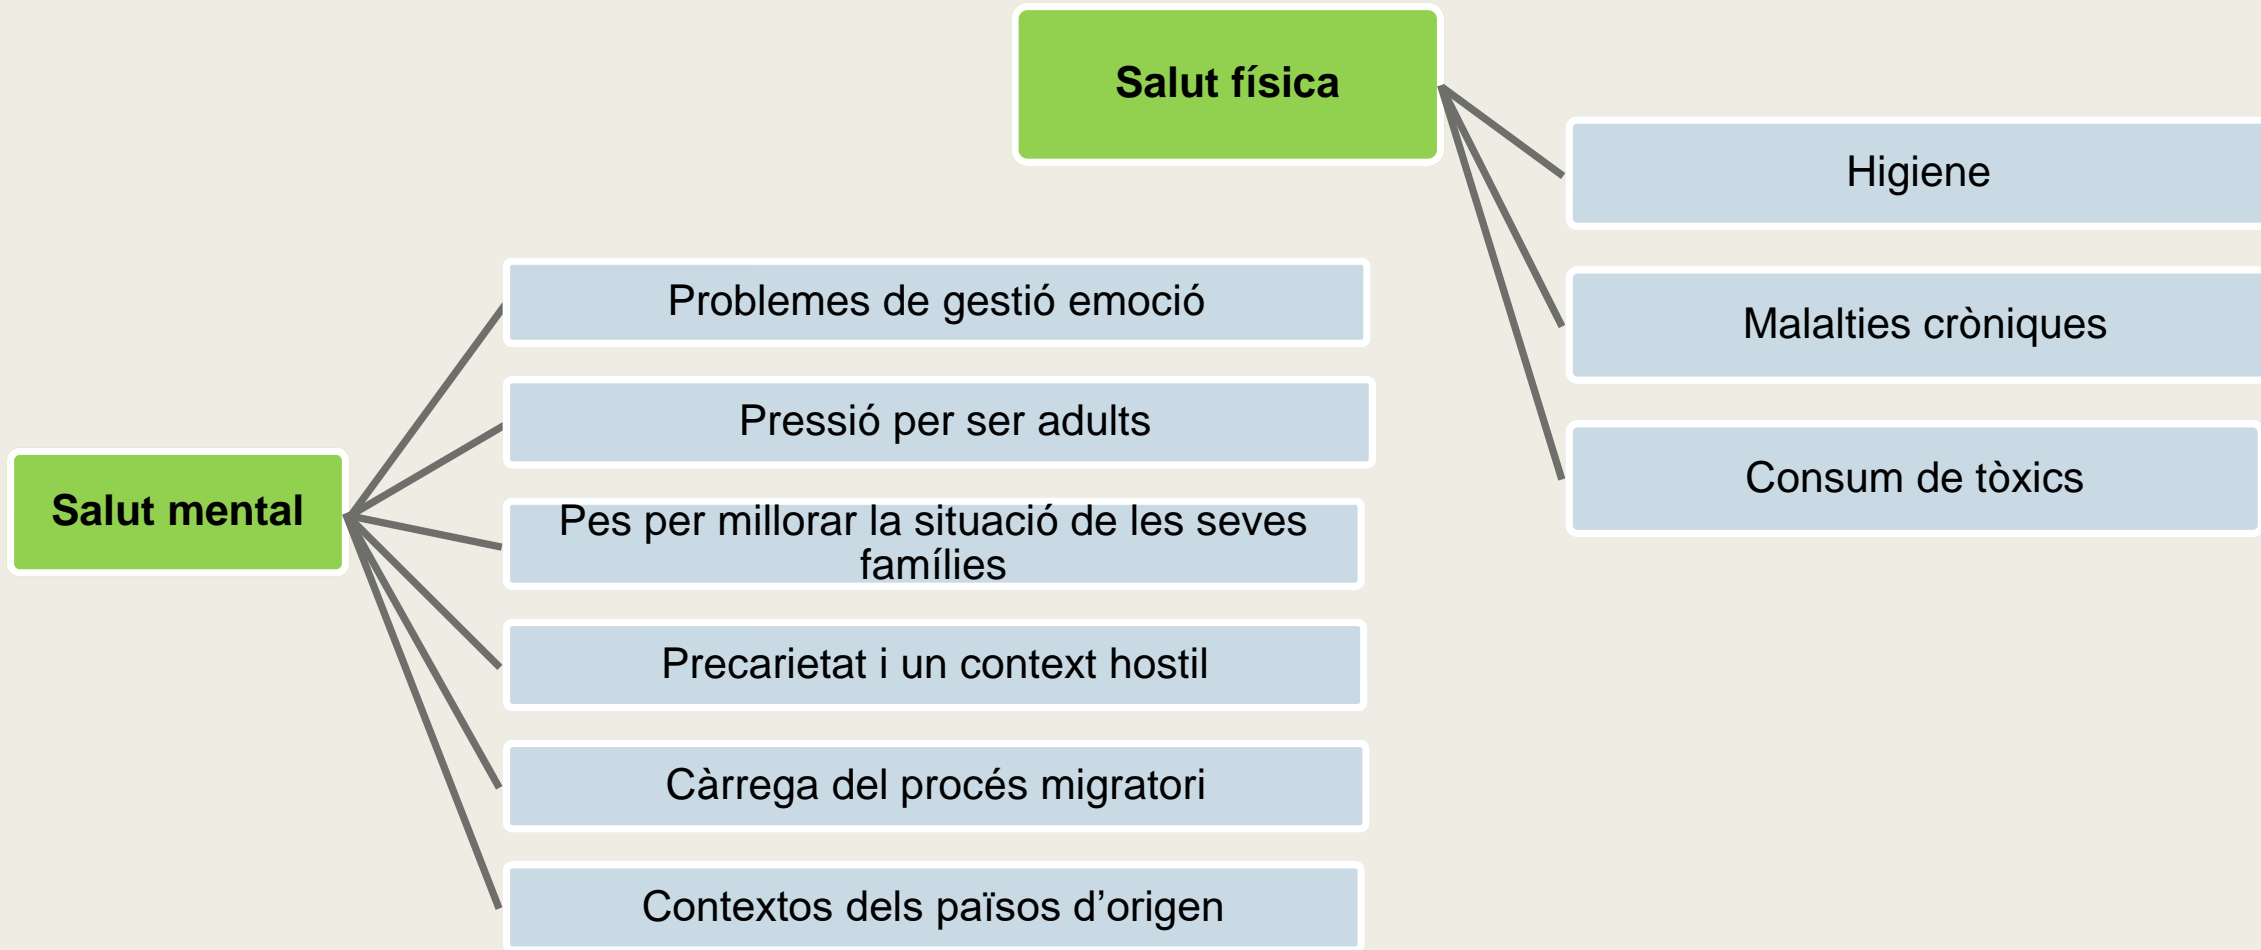 Salut física
Higiene
Malalties cròniques
Consum de tòxics
Salut mental
Problemes de gestió emoció
Pressió per ser adults
Pes per millorar la situació de les seves
famílies
Precarietat i un context hostil
Càrrega del procés migratori
Contextos dels països d’origen